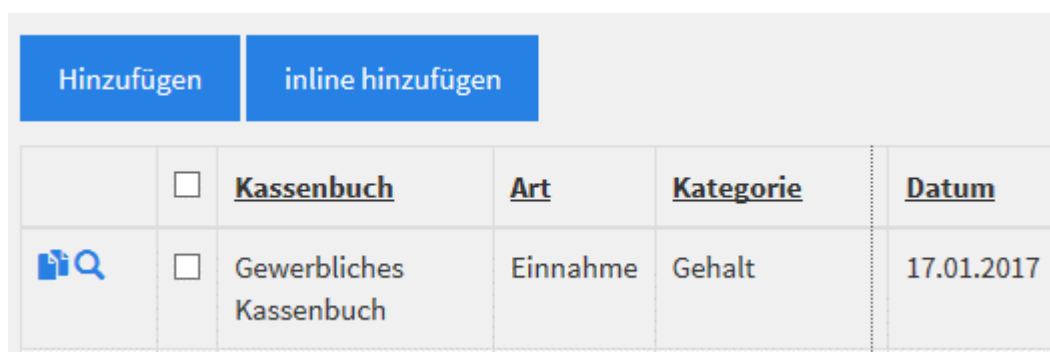 Hinzufügen inline hinzufügen
Kassenbuch Art Kategorie Datum
Gewerbliches Einnahme Gehalt 17.01.2017
Kassenbuch